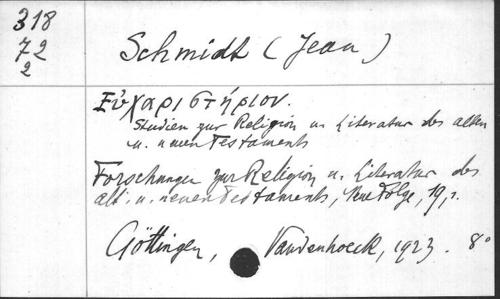 318
72
2
Schmidt (Jean)
Εὐχαριστήριον.
Studien zur Religion u. Literatur des alten
u. neuen Testaments
Forschungen zur Religion u. Literatur des
alt. u. neuen Testaments, Neue Folge, 19,1.
Göttingen, Vandenhoeck, 1923. 8°